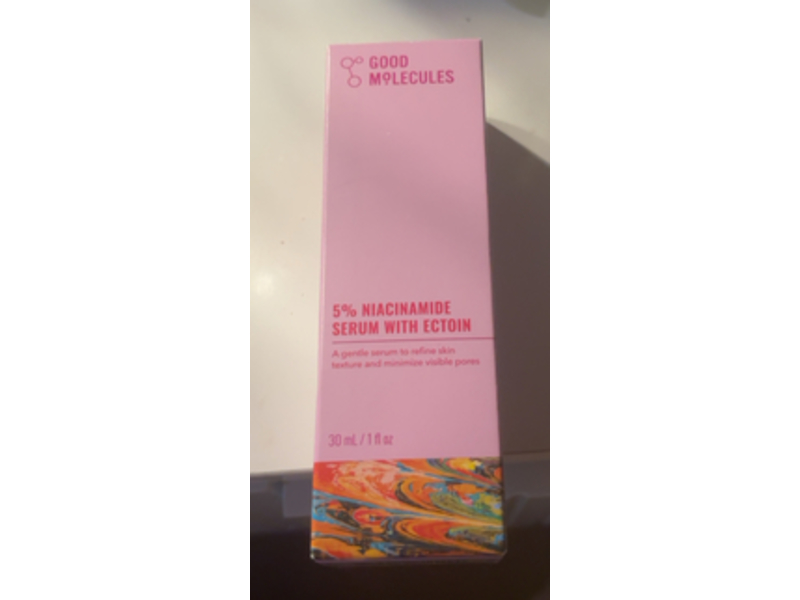 GOOD
MOLECULES
5% NIACINAMIDE
SERUM WITH ECTOIN
A gentle serum to refine skin
texture and minimize visible pores
30 mL / 1 fl oz